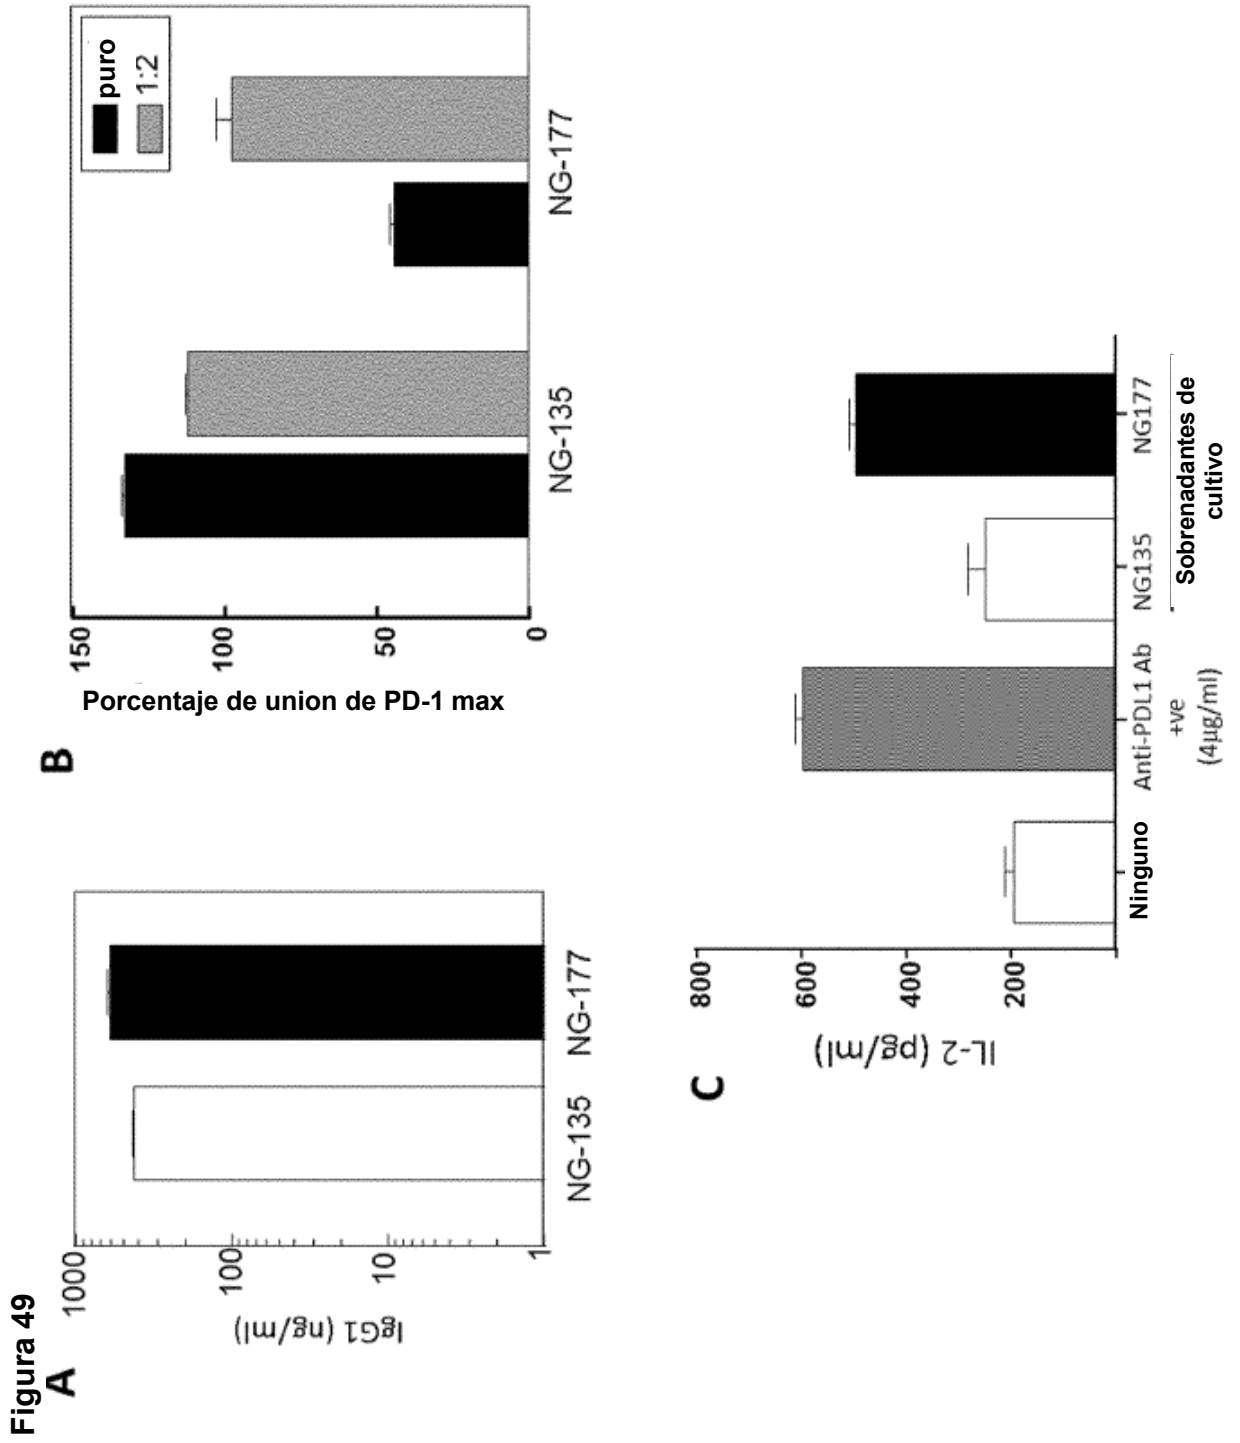 Figura 49
A
IgG1 (ng/ml)
1000
100
10
1
NG-135
NG-177
B
Porcentaje de union de PD-1 max
150
100
50
0
NG-135
NG-177
puro
1:2
C
IL-2 (pg/ml)
800
600
400
200
Ninguno
Anti-PDL1 Ab
+ve
(4µg/ml)
NG135
NG177
Sobrenadantes de
cultivo